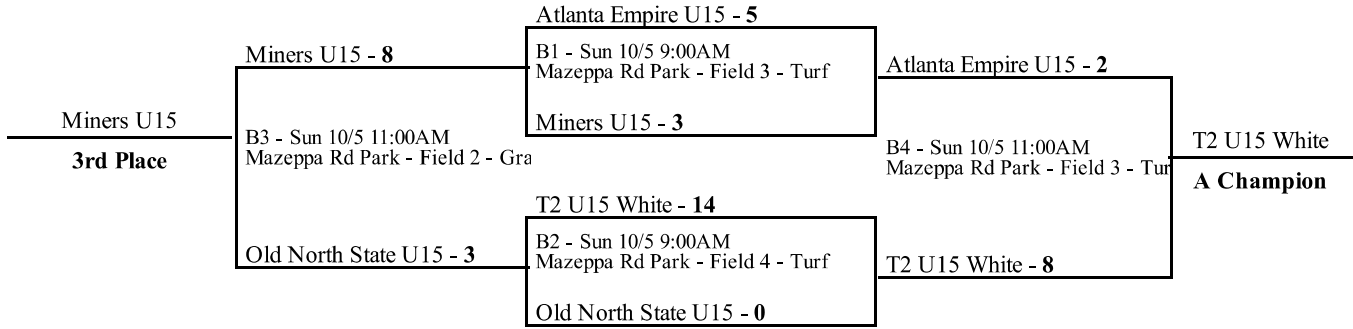 Atlanta Empire U15 - 5
Miners U15 - 8
B1 - Sun 10/5 9:00AM
Mazeppa Rd Park - Field 3 - Turf
Atlanta Empire U15 - 2
Miners U15
3rd Place
B3 - Sun 10/5 11:00AM
Mazeppa Rd Park - Field 2 - Gra
Miners U15 - 3
B4 - Sun 10/5 11:00AM
Mazeppa Rd Park - Field 3 - Tur
T2 U15 White
A Champion
T2 U15 White - 14
Old North State U15 - 3
B2 - Sun 10/5 9:00AM
Mazeppa Rd Park - Field 4 - Turf
T2 U15 White - 8
Old North State U15 - 0